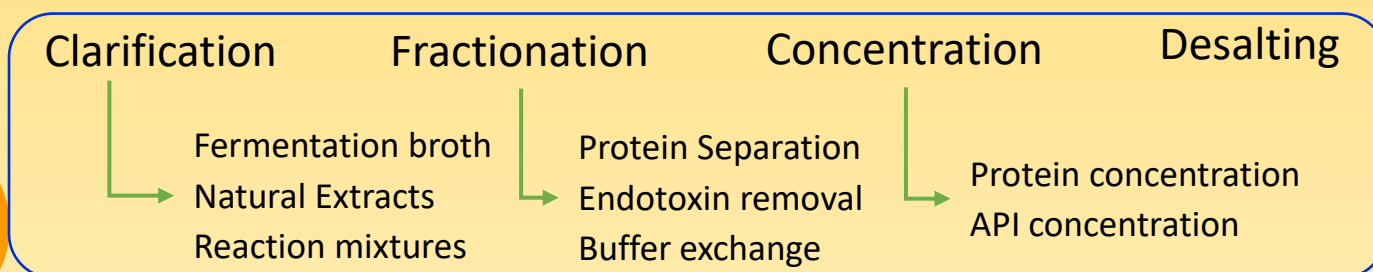 Clarification
Fractionation
Concentration
Desalting
Fermentation broth
Natural Extracts
Reaction mixtures
Protein Separation
Endotoxin removal
Buffer exchange
Protein concentration
API concentration